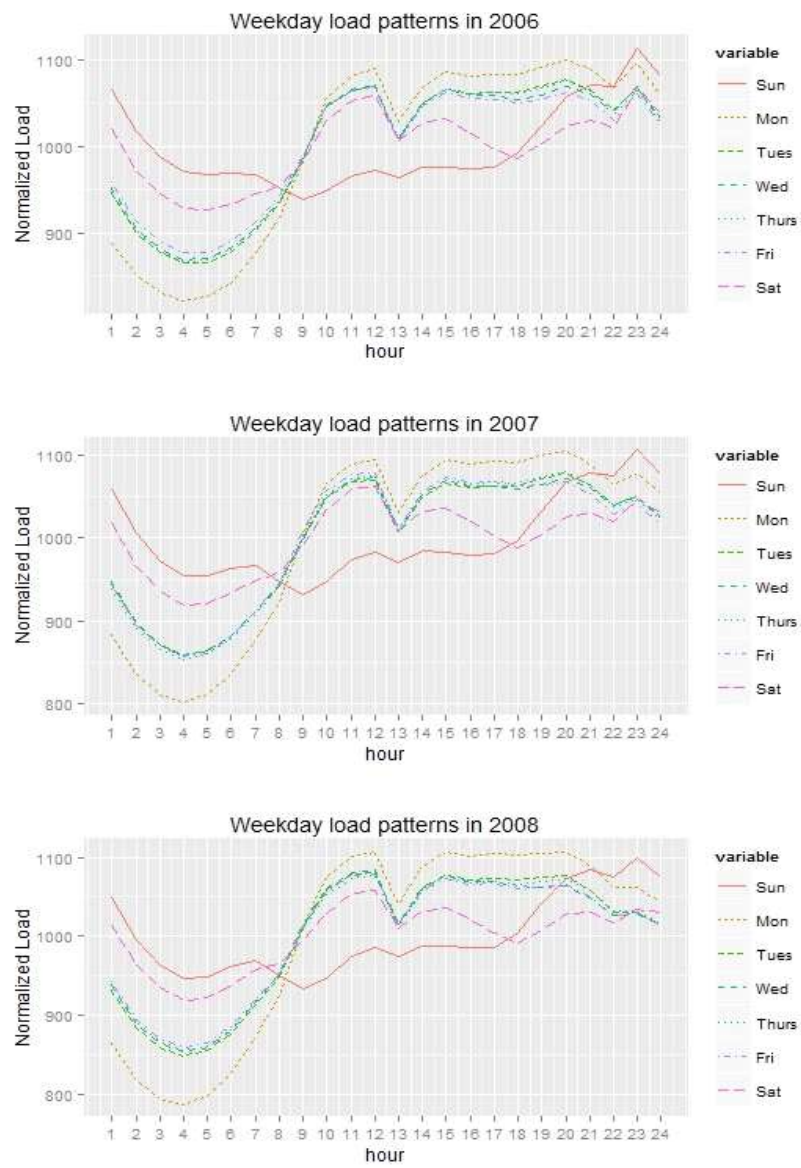 Weekday load patterns in 2006
Normalized Load
1100
1000
900
1 2 3 4 5 6 7 8 9 10 11 12 13 14 15 16 17 18 19 20 21 22 23 24
hour
variable
Sun
Mon
Tues
Wed
Thurs
Fri
Sat
Weekday load patterns in 2007
Normalized Load
1100
1000
900
800
1 2 3 4 5 6 7 8 9 10 11 12 13 14 15 16 17 18 19 20 21 22 23 24
hour
variable
Sun
Mon
Tues
Wed
Thurs
Fri
Sat
Weekday load patterns in 2008
Normalized Load
1100
1000
900
800
1 2 3 4 5 6 7 8 9 10 11 12 13 14 15 16 17 18 19 20 21 22 23 24
hour
variable
Sun
Mon
Tues
Wed
Thurs
Fri
Sat